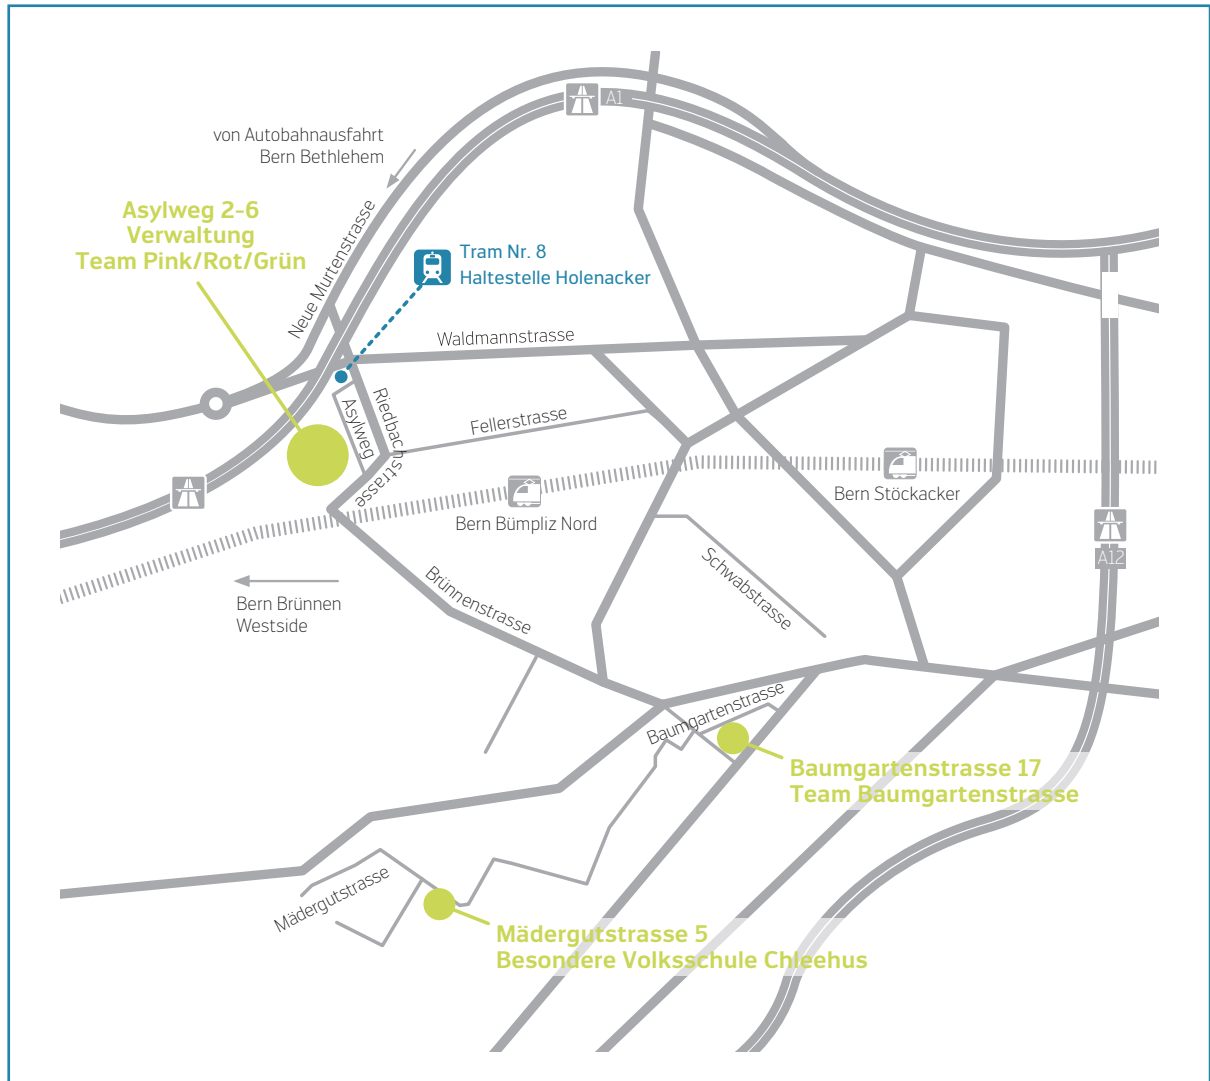 A1
von Autobahnausfahrt
Bern Bethlehem
Asylweg 2-6
Verwaltung
Team Pink/Rot/Grün
Neue Murtenstrasse
Tram Nr. 8
Haltestelle Holenacker
Waldmannstrasse
Riedbachstrasse
Asylweg
Fellerstrasse
Bern Stöckacker
Bern Bümpliz Nord
A12
Schwabstrasse
Brünnenstrasse
Bern Brünnen
Westside
Baumgartenstrasse
Baumgartenstrasse 17
Team Baumgartenstrasse
Mädergutstrasse
Mädergutstrasse 5
Besondere Volksschule Chleehus